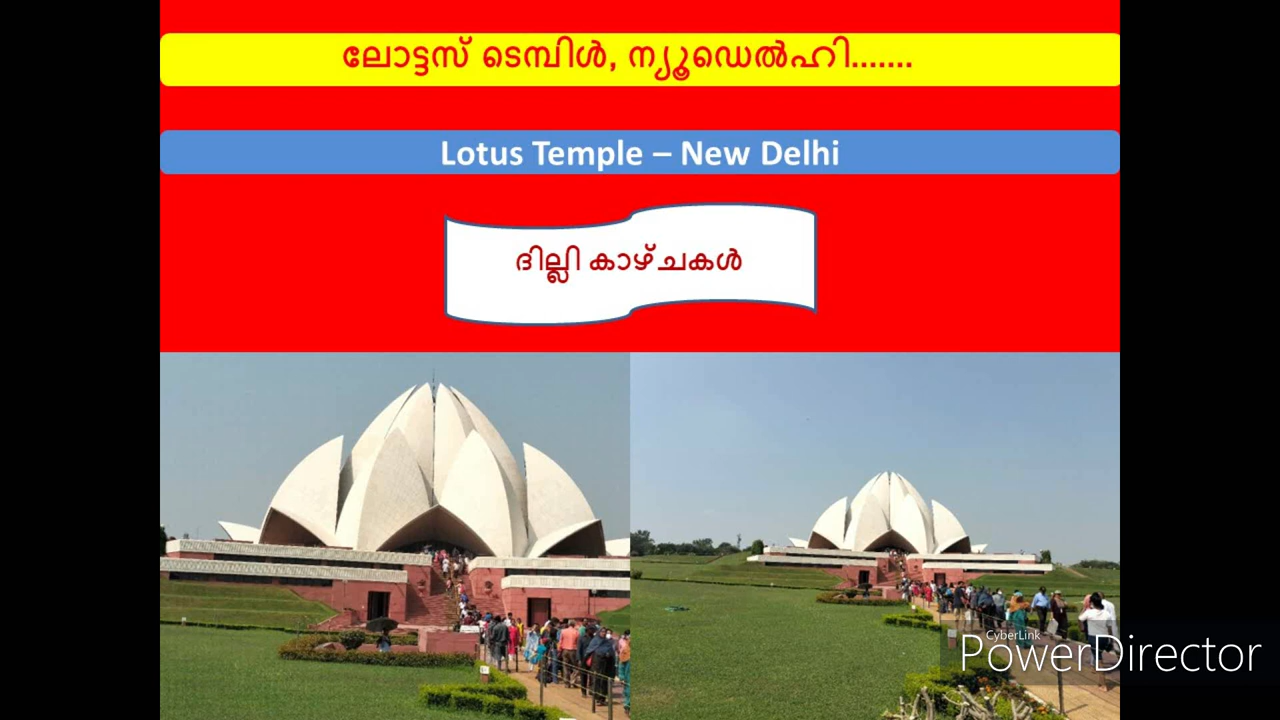 ലോട്ടസ് ടെമ്പിൾ, ന്യൂഡെൽഹി.......
Lotus Temple – New Delhi
ദില്ലി കാഴ്ചകൾ
CyberLink
PowerDirector